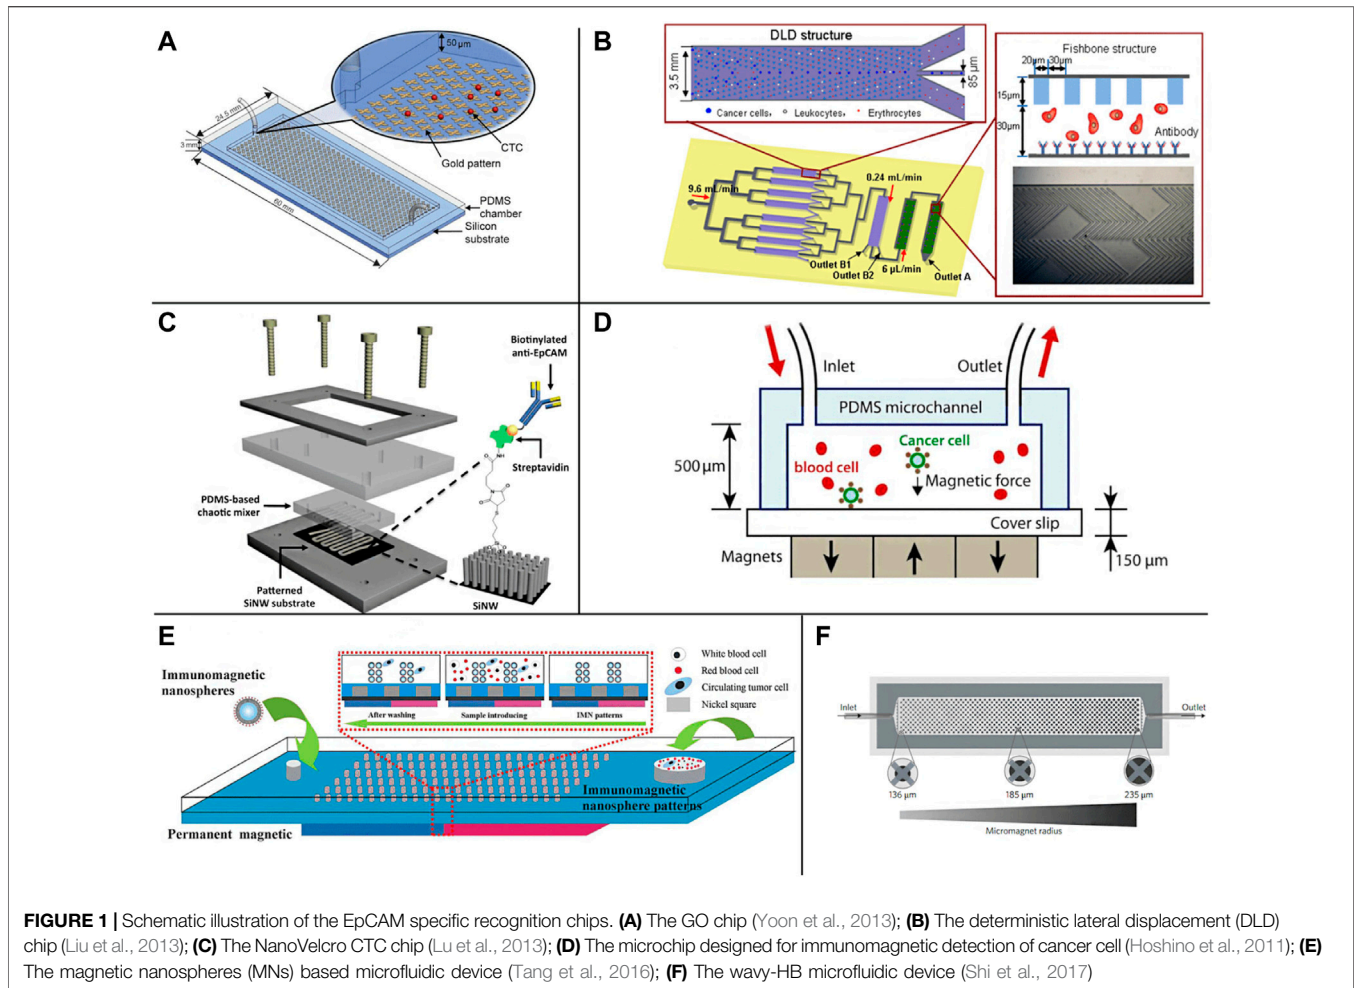 A
50 µm
24.5 mm
3 mm
60 mm
CTC
Gold pattern
PDMS
chamber
Silicon
substrate
B
DLD structure
3.5 mm
85 µm
Cancer cells, Leukocytes, Erythrocytes
Fishbone structure
20µm 30µm
15µm
30µm
Antibody
9.6 mL/min
0.24 mL/min
Outlet B1
Outlet B2
6 µL/min
Outlet A
C
Biotinylated
anti-EpCAM
Streptavidin
PDMS-based
chaotic mixer
Patterned
SiNW substrate
SiNW
D
Inlet
Outlet
PDMS microchannel
500 µm
Cancer cell
blood cell
Magnetic force
Cover slip
Magnets
150 µm
E
Immunomagnetic
nanospheres
After washing
Sample introducing
IMN patterns
White blood cell
Red blood cell
Circulating tumor cell
Nickel square
Immunomagnetic
nanosphere patterns
Permanent magnetic
F
Inlet
Outlet
136 µm
185 µm
235 µm
Micromagnet radius
FIGURE 1 | Schematic illustration of the EpCAM specific recognition chips. (A) The GO chip (Yoon et al., 2013); (B) The deterministic lateral displacement (DLD)
chip (Liu et al., 2013); (C) The NanoVelcro CTC chip (Lu et al., 2013); (D) The microchip designed for immunomagnetic detection of cancer cell (Hoshino et al., 2011); (E)
The magnetic nanospheres (MNs) based microfluidic device (Tang et al., 2016); (F) The wavy-HB microfluidic device (Shi et al., 2017)